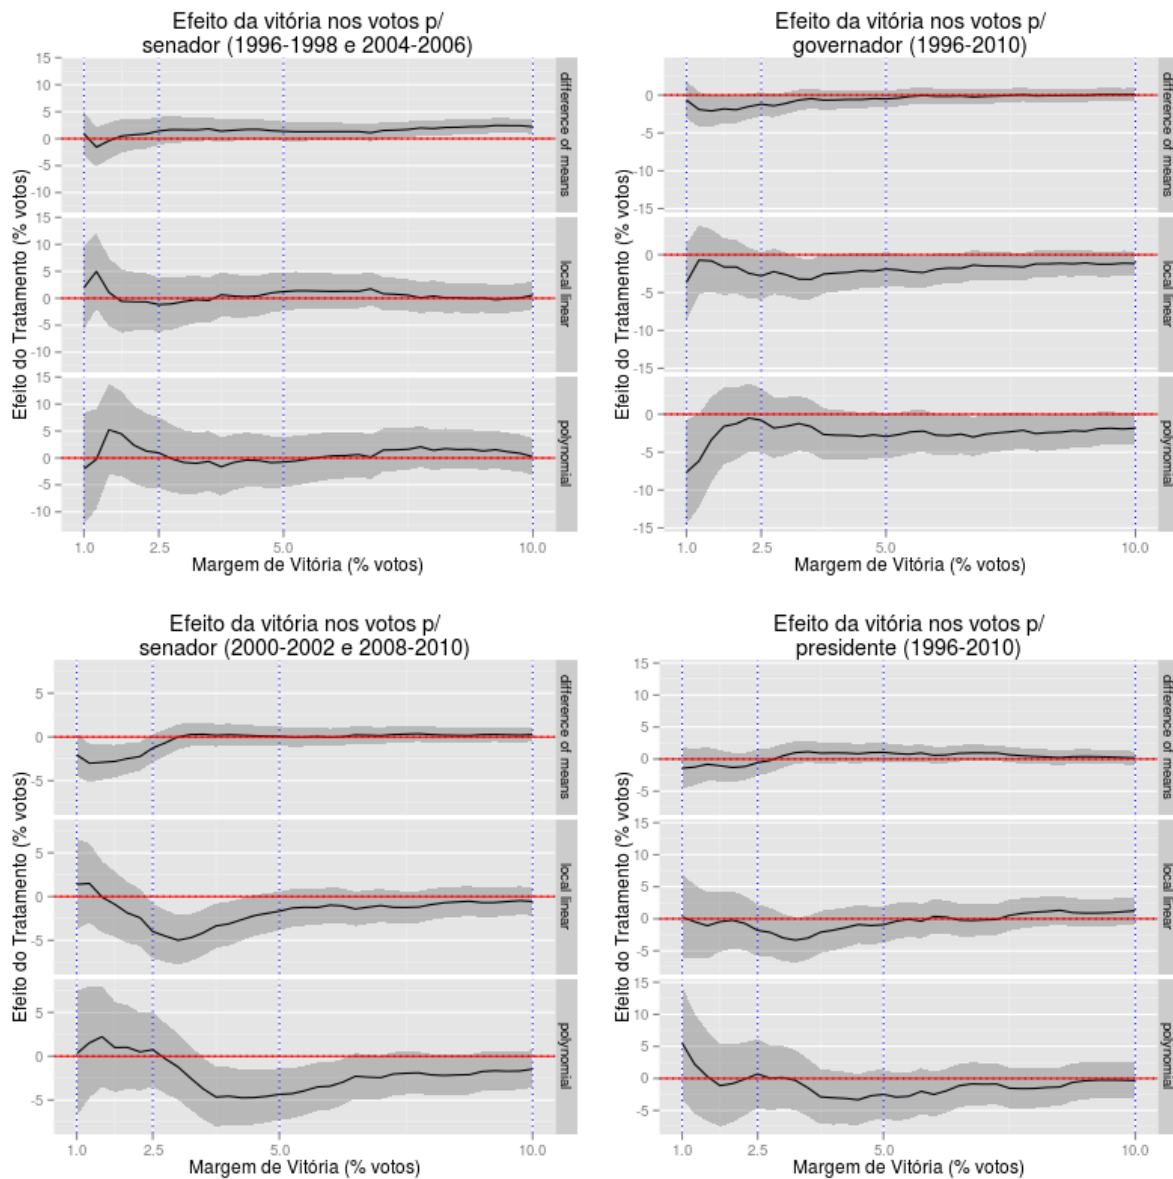 Efeito da vitória nos votos p/
senador (1996-1998 e 2004-2006)
Efeito do Tratamento (% votos)
15
10
5
0
-5
-10
difference of means
15
10
5
0
-5
-10
local linear
15
10
5
0
-5
-10
polynomial
1.0 2.5 5.0 10.0
Margem de Vitória (% votos)
Efeito da vitória nos votos p/
governador (1996-2010)
Efeito do Tratamento (% votos)
0
-5
-10
-15
difference of means
0
-5
-10
-15
local linear
0
-5
-10
-15
polynomial
1.0 2.5 5.0 10.0
Margem de Vitória (% votos)
Efeito da vitória nos votos p/
senador (2000-2002 e 2008-2010)
Efeito do Tratamento (% votos)
5
0
-5
difference of means
5
0
-5
local linear
5
0
-5
polynomial
1.0 2.5 5.0 10.0
Margem de Vitória (% votos)
Efeito da vitória nos votos p/
presidente (1996-2010)
Efeito do Tratamento (% votos)
15
10
5
0
-5
difference of means
15
10
5
0
-5
local linear
15
10
5
0
-5
polynomial
1.0 2.5 5.0 10.0
Margem de Vitória (% votos)